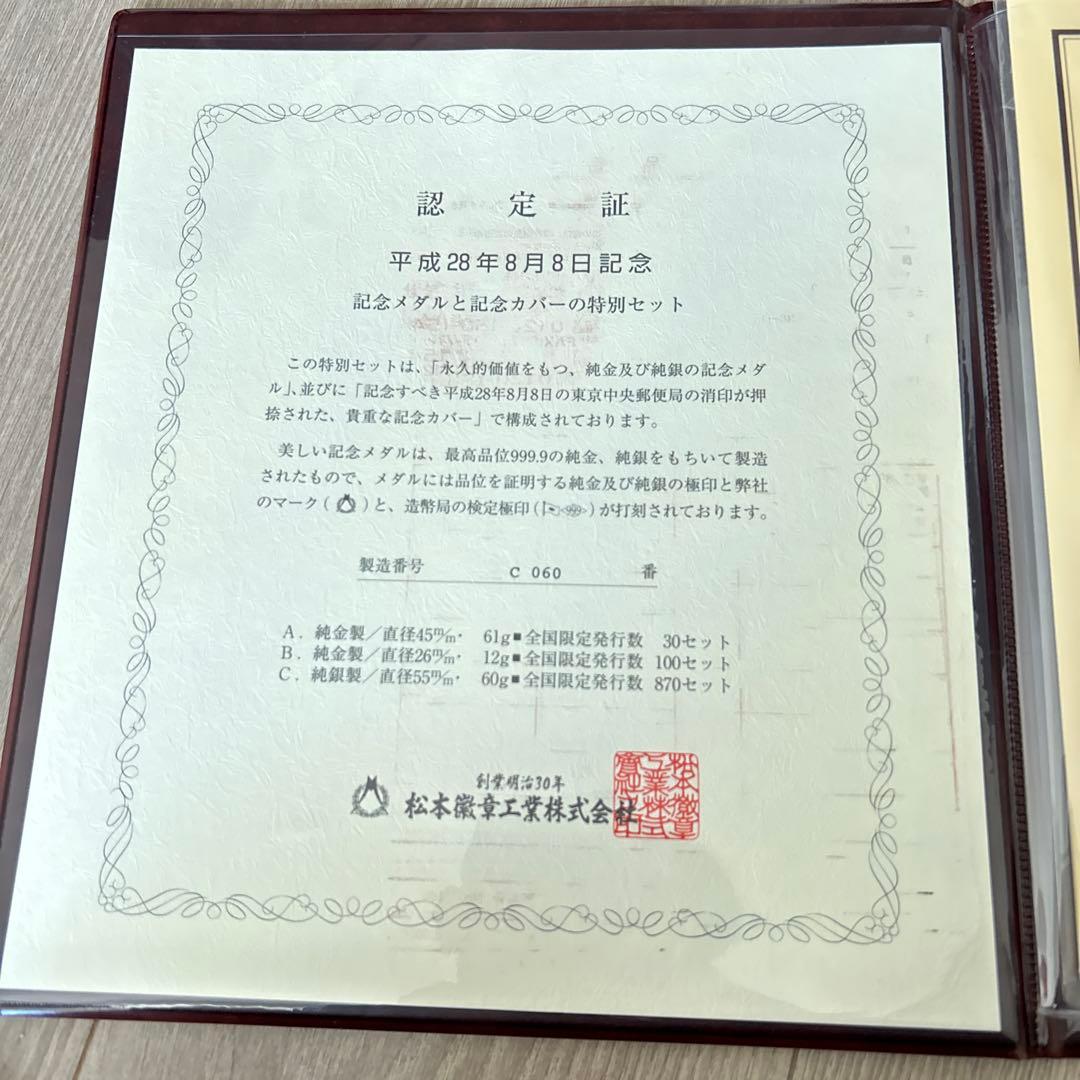 認定証
平成28年8月8日記念
記念メダルと記念カバーの特別セット
この特別セットは、「永久的価値をもつ、純金及び純銀の記念メダ
ル」、並びに「記念すべき平成28年8月8日の東京中央郵便局の消印が押
捺された、貴重な記念カバー」で構成されております。
美しい記念メダルは、最高品位999.9の純金、純銀をもちいて製造
されたもので、メダルには品位を証明する純金及び純銀の極印と弊社
のマーク( )と、造幣局の検定極印( <999>)が打刻されております。
製造番号 C 060 番
A. 純金製／直径45m/m・ 61g■全国限定発行数 30セット
B. 純金製／直径26m/m・ 12g■全国限定発行数 100セット
C. 純銀製／直径55m/m・ 60g■全国限定発行数 870セット
創業明治30年
松本徽章工業株式会社